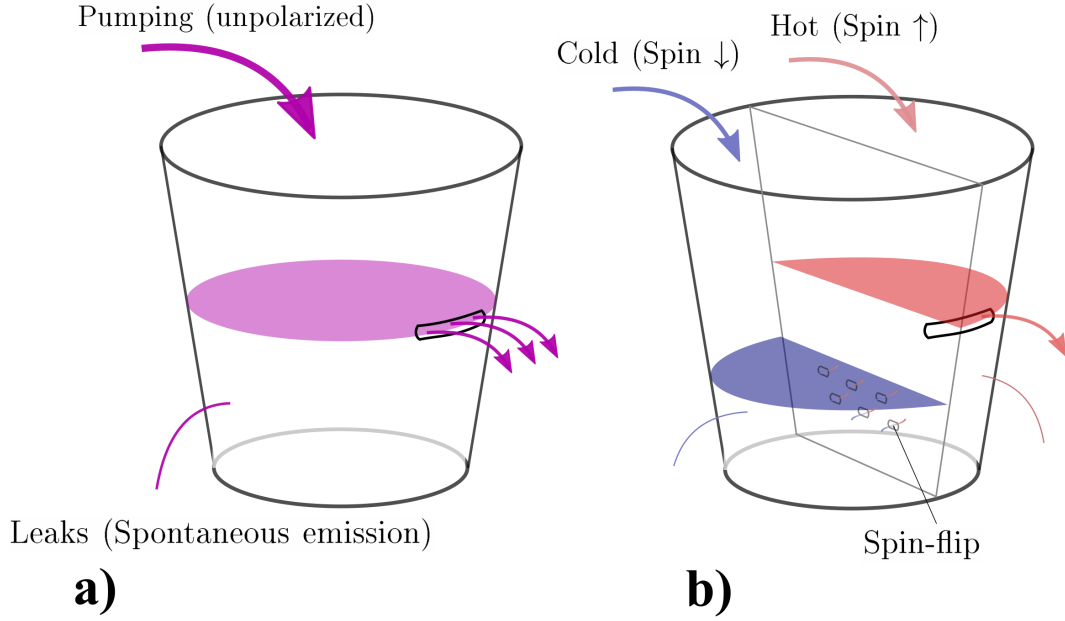 Pumping (unpolarized)
Leaks (Spontaneous emission)
a)
Cold (Spin ↓)
Hot (Spin ↑)
Spin-flip
b)